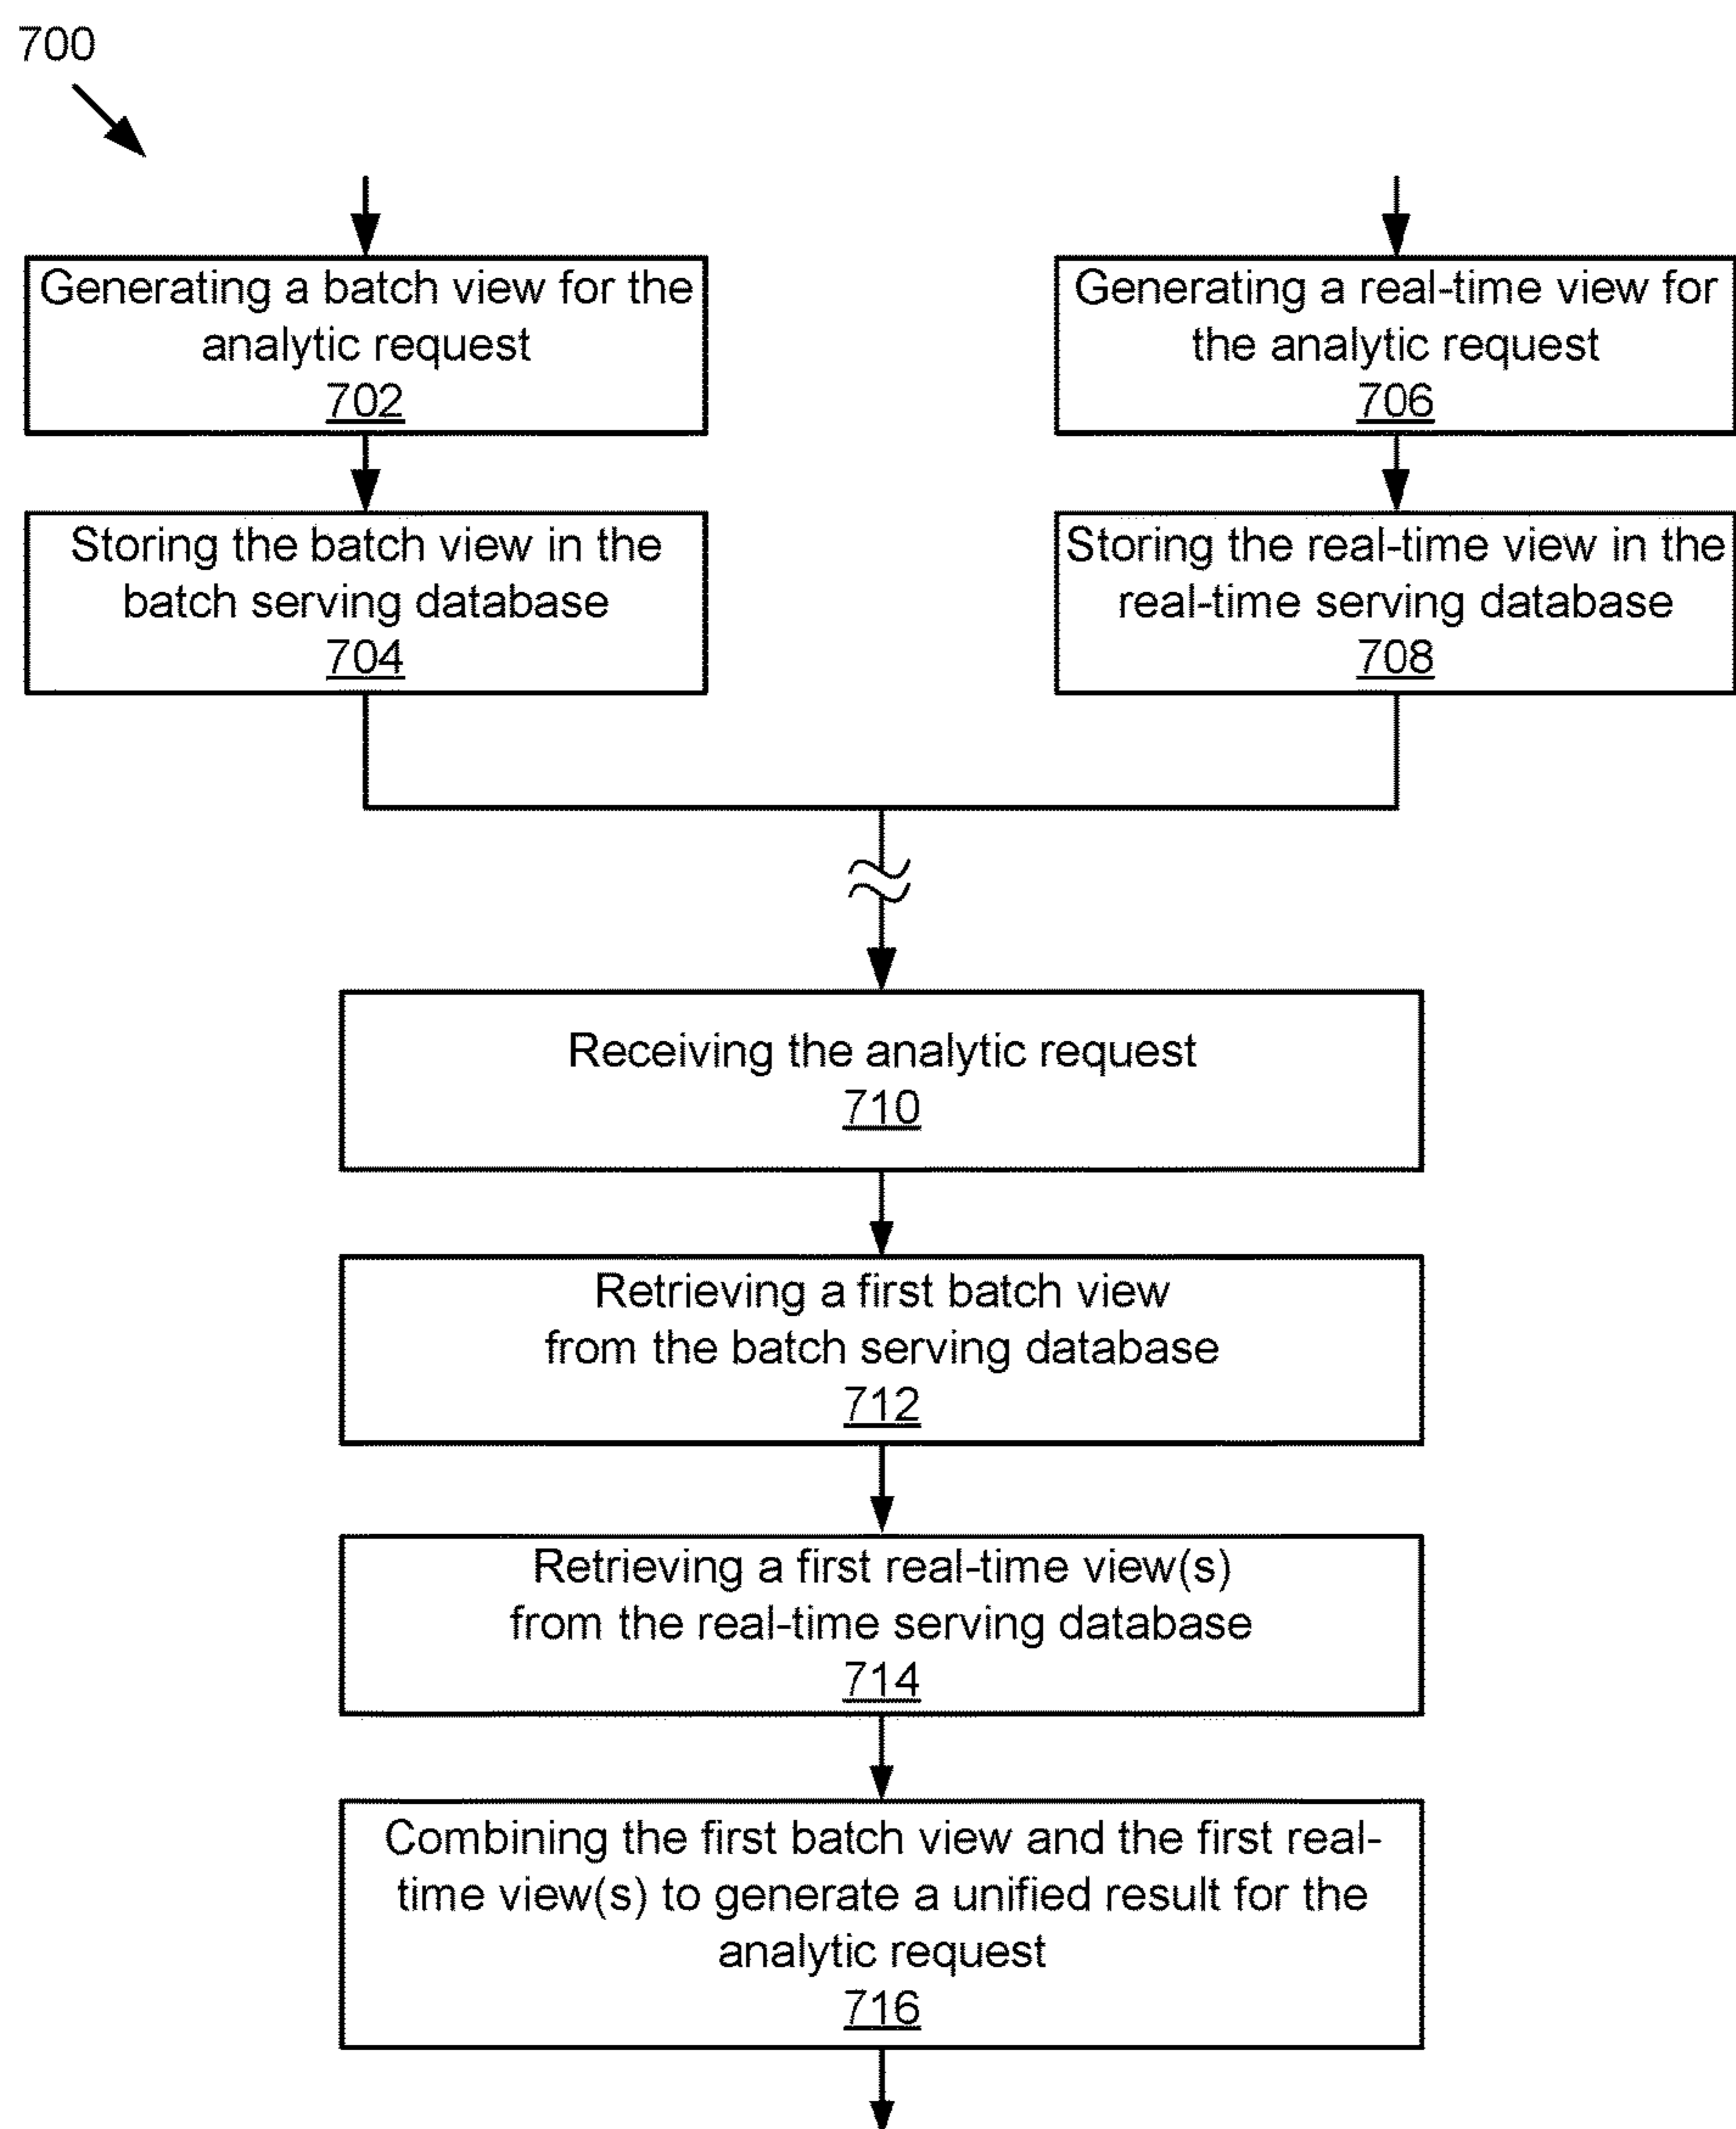 700
Generating a batch view for the
analytic request
702
Generating a real-time view for
the analytic request
706
Storing the batch view in the
batch serving database
704
Storing the real-time view in the
real-time serving database
708
Receiving the analytic request
710
Retrieving a first batch view
from the batch serving database
712
Retrieving a first real-time view(s)
from the real-time serving database
714
Combining the first batch view and the first real-
time view(s) to generate a unified result for the
analytic request
716